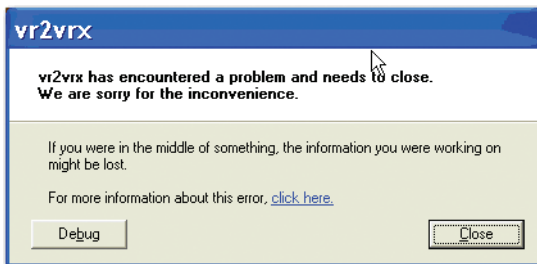 vr2vrx
vr2vrx has encountered a problem and needs to close.
We are sorry for the inconvenience.
If you were in the middle of something, the information you were working on
might be lost.
For more information about this error, click here.
Debug
Close